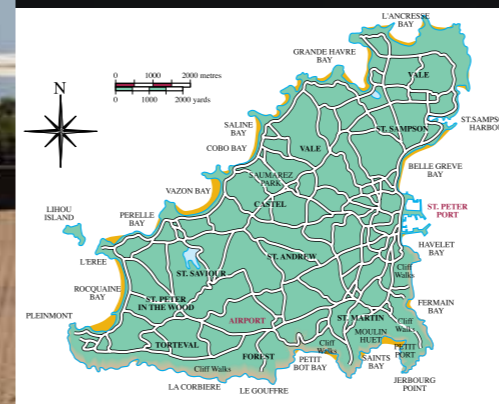 L'ANCRESSE
BAY
GRANDE HAVRE
BAY
VALE
0 1000 2000 metres
0 1000 2000 yards
N
SALINE
BAY
ST. SAMPSON
ST.SAMPS
HARBOU
COBO BAY
VALE
BELLE GREVE
BAY
SAUMAREZ
PARK
VAZON BAY
CASTEL
ST. PETER
PORT
LIHOU
ISLAND
PERELLE
BAY
HAVELET
BAY
L'EREE
ST. ANDREW
ST. SAVIOUR
Cliff
Walks
ROCQUAINE
BAY
ST. PETER
IN THE WOOD
FERMAIN
BAY
PLEINMONT
AIRPORT
ST. MARTIN
Cliff
Walks
MOULIN
HUET
TORTEVAL
Cliff
Walks
PETIT
PORT
FOREST
PETIT
BOT BAY
SAINTS
BAY
Cliff Walks
JERBOURG
POINT
LA CORBIERE
LE GOUFFRE